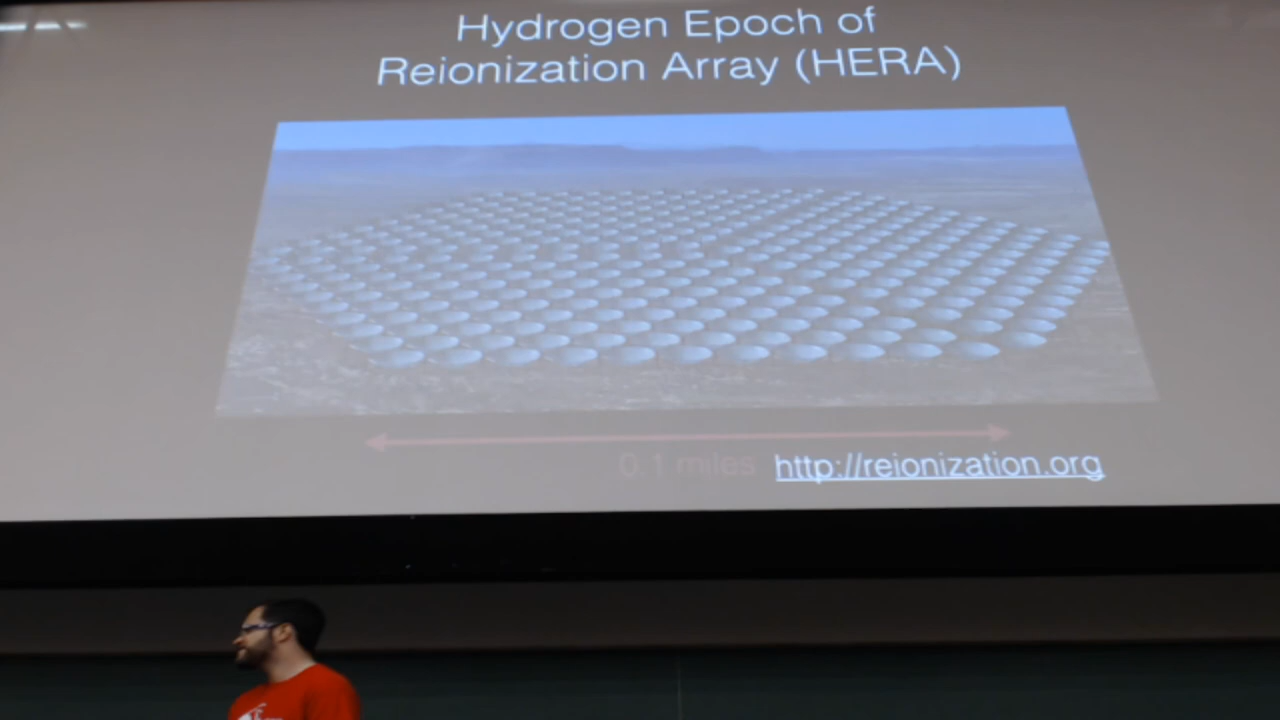 Hydrogen Epoch of
Reionization Array (HERA)
0.1 miles
http://reionization.org